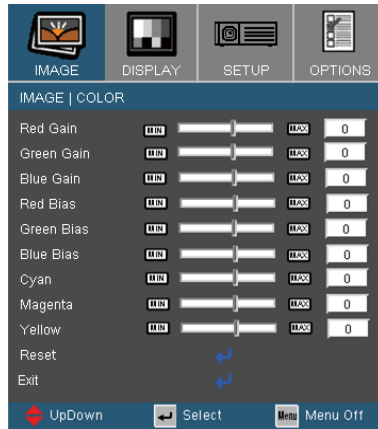 IMAGE DISPLAY SETUP OPTIONS
IMAGE | COLOR
Red Gain MIN MAX 0
Green Gain MIN MAX 0
Blue Gain MIN MAX 0
Red Bias MIN MAX 0
Green Bias MIN MAX 0
Blue Bias MIN MAX 0
Cyan MIN MAX 0
Magenta MIN MAX 0
Yellow MIN MAX 0
Reset
Exit
UpDown Select Menu Menu Off